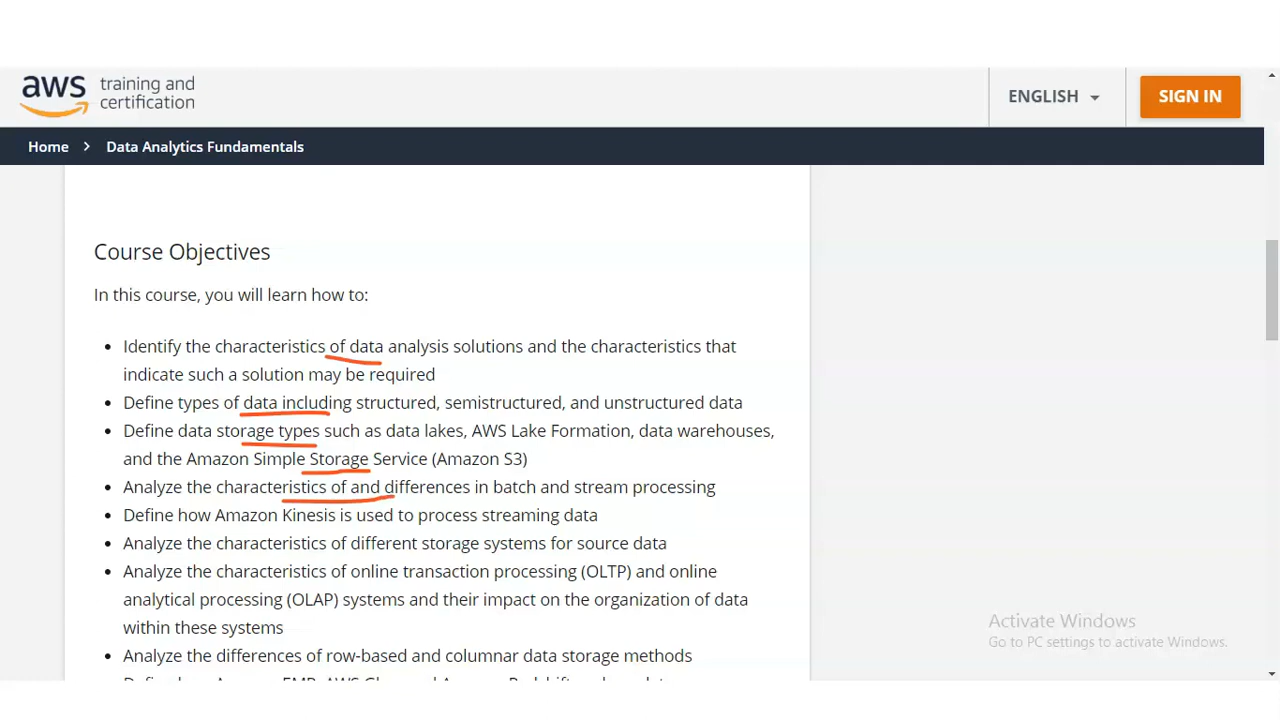 aws training and certification
ENGLISH
SIGN IN
Home > Data Analytics Fundamentals
Course Objectives
In this course, you will learn how to:
• Identify the characteristics of data analysis solutions and the characteristics that
indicate such a solution may be required
• Define types of data including structured, semistructured, and unstructured data
• Define data storage types such as data lakes, AWS Lake Formation, data warehouses,
and the Amazon Simple Storage Service (Amazon S3)
• Analyze the characteristics of and differences in batch and stream processing
• Define how Amazon Kinesis is used to process streaming data
• Analyze the characteristics of different storage systems for source data
• Analyze the characteristics of online transaction processing (OLTP) and online
analytical processing (OLAP) systems and their impact on the organization of data
within these systems
• Analyze the differences of row-based and columnar data storage methods
Activate Windows
Go to PC settings to activate Windows.